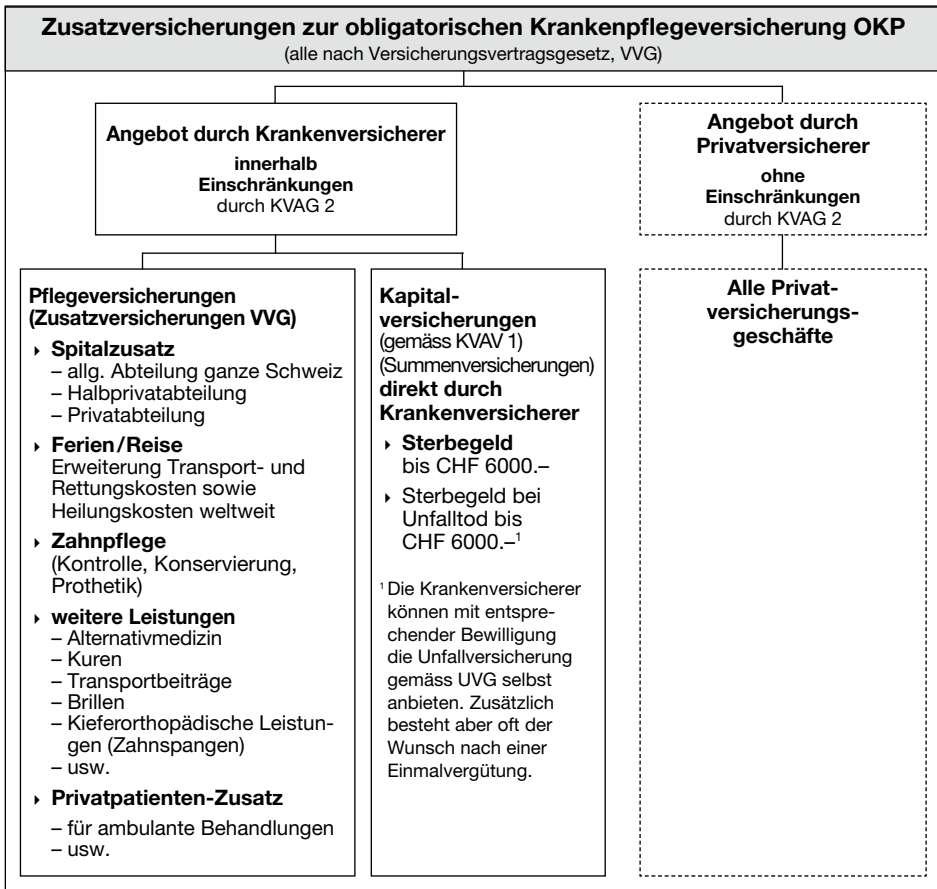 Zusatzversicherungen zur obligatorischen Krankenpflegeversicherung OKP
(alle nach Versicherungsvertragsgesetz, VVG)
Angebot durch Krankenversicherer
innerhalb
Einschränkungen
durch KVAG 2
Angebot durch
Privatversicherer
ohne
Einschränkungen
durch KVAG 2
Pflegeversicherungen
(Zusatzversicherungen VVG)
▸ Spitalzusatz
– allg. Abteilung ganze Schweiz
– Halbprivatabteilung
– Privatabteilung
▸ Ferien/Reise
Erweiterung Transport- und
Rettungskosten sowie
Heilungskosten weltweit
▸ Zahnpflege
(Kontrolle, Konservierung,
Prothetik)
▸ weitere Leistungen
– Alternativmedizin
– Kuren
– Transportbeiträge
– Brillen
– Kieferorthopädische Leistun-
gen (Zahnspangen)
– usw.
▸ Privatpatienten-Zusatz
– für ambulante Behandlungen
– usw.
Kapital-
versicherungen
(gemäss KVAV 1)
(Summenversicherungen)
direkt durch
Krankenversicherer
▸ Sterbegeld
bis CHF 6000.–
▸ Sterbegeld bei
Unfalltod bis
CHF 6000.–¹
¹ Die Krankenversicherer
können mit entspre-
chender Bewilligung
die Unfallversicherung
gemäss UVG selbst
anbieten. Zusätzlich
besteht aber oft der
Wunsch nach einer
Einmalvergütung.
Alle Privat-
versicherungs-
geschäfte